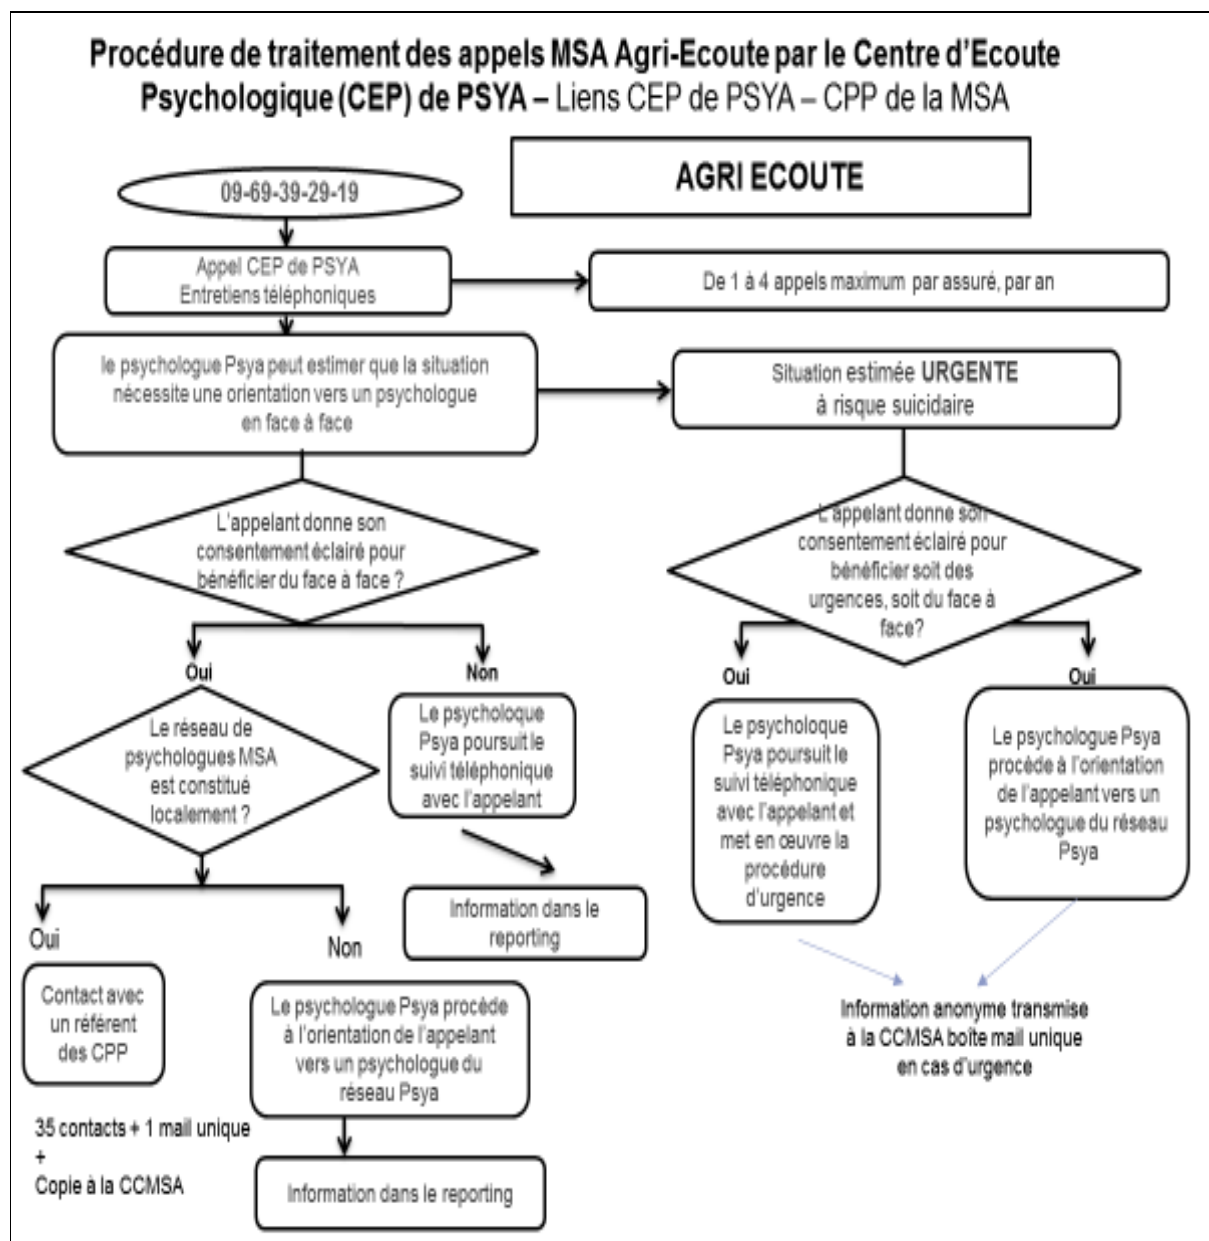 Procédure de traitement des appels MSA Agri-Ecoute par le Centre d'Ecoute
Psychologique (CEP) de PSYA – Liens CEP de PSYA – CPP de la MSA
AGRI ECOUTE
09-69-39-29-19
Appel CEP de PSYA
Entretiens téléphoniques
De 1 à 4 appels maximum par assuré, par an
le psychologue Psya peut estimer que la situation
nécessite une orientation vers un psychologue
en face à face
Situation estimée URGENTE
à risque suicidaire
L'appelant donne son
consentement éclairé pour
bénéficier du face à face ?
L'appelant donne son
consentement éclairé pour
bénéficier soit des
urgences, soit du face à
face?
Oui
Non
Oui
Oui
Le réseau de
psychologues MSA
est constitué
localement ?
Le psychologue
Psya poursuit le
suivi téléphonique
avec l'appelant
Le psychologue
Psya poursuit le
suivi téléphonique
avec l'appelant et
met en œuvre la
procédure
d'urgence
Le psychologue Psya
procède à l'orientation
de l'appelant vers un
psychologue du réseau
Psya
Information dans le
reporting
Oui
Non
Contact avec
un référent
des CPP
Le psychologue Psya procède
à l'orientation de l'appelant
vers un psychologue du
réseau Psya
Information anonyme transmise
à la CCMSA boîte mail unique
en cas d'urgence
35 contacts + 1 mail unique
+
Copie à la CCMSA
Information dans le reporting